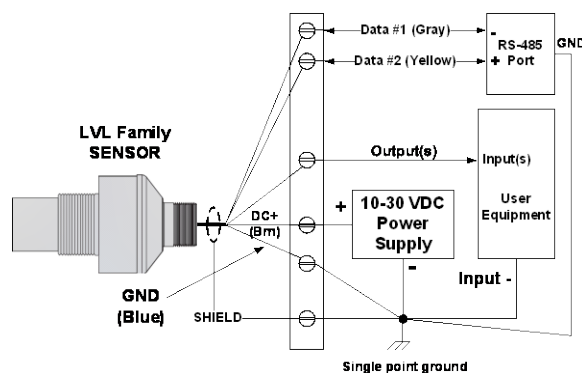 Data #1 (Gray)
-
RS-485
Port
GND
Data #2 (Yellow)
+
LVL Family
SENSOR
Output(s)
Input(s)
User
Equipment
DC+
(Brn)
+
10-30 VDC
Power
Supply
-
Input -
GND
(Blue)
SHIELD
Single point ground